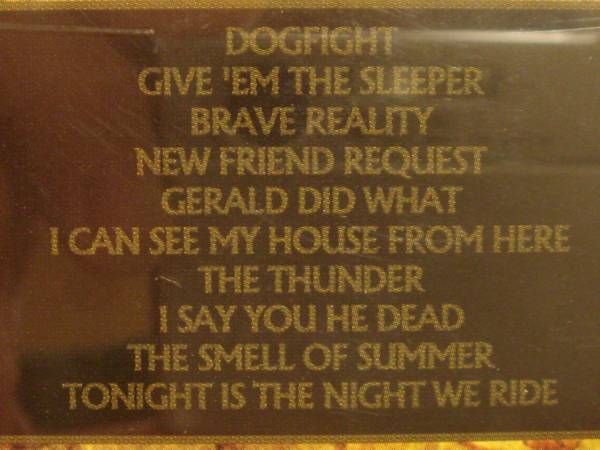 DOGFIGHT
GIVE 'EM THE SLEEPER
BRAVE REALITY
NEW FRIEND REQUEST
GERALD DID WHAT
I CAN SEE MY HOUSE FROM HERE
THE THUNDER
I SAY YOU HE DEAD
THE SMELL OF SUMMER
TONIGHT IS THE NIGHT WE RIDE